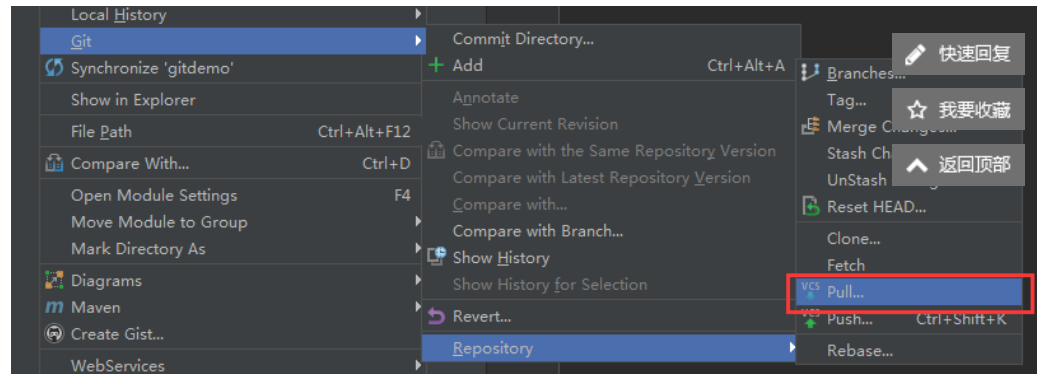 Local History
Git
Synchronize 'gitdemo'
Show in Explorer
File Path Ctrl+Alt+F12
Compare With... Ctrl+D
Open Module Settings F4
Move Module to Group
Mark Directory As
Diagrams
Maven
Create Gist...
WebServices
Commit Directory...
Add Ctrl+Alt+A
Annotate
Show Current Revision
Compare with the Same Repository Version
Compare with Latest Repository Version
Compare with...
Compare with Branch...
Show History
Show History for Selection
Revert...
Repository
Branches...
Tag...
Merge
Stash
UnStash
Reset HEAD...
Clone...
Fetch
VCS Pull...
VCS Push... Ctrl+Shift+K
Rebase...
快速回复
我要收藏
返回顶部